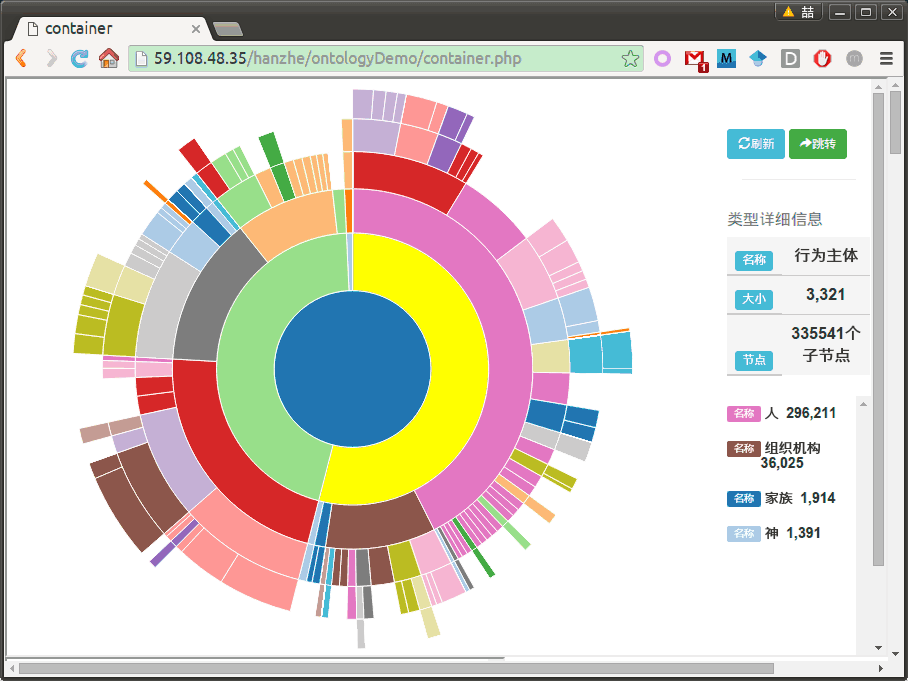 喆
container
59.108.48.35/hanzhe/ontologyDemo/container.php
1
M
D
m
刷新
跳转
类型详细信息
名称 行为主体
大小 3,321
节点 335541个
子节点
名称 人 296,211
名称 组织机构
36,025
名称 家族 1,914
名称 神 1,391